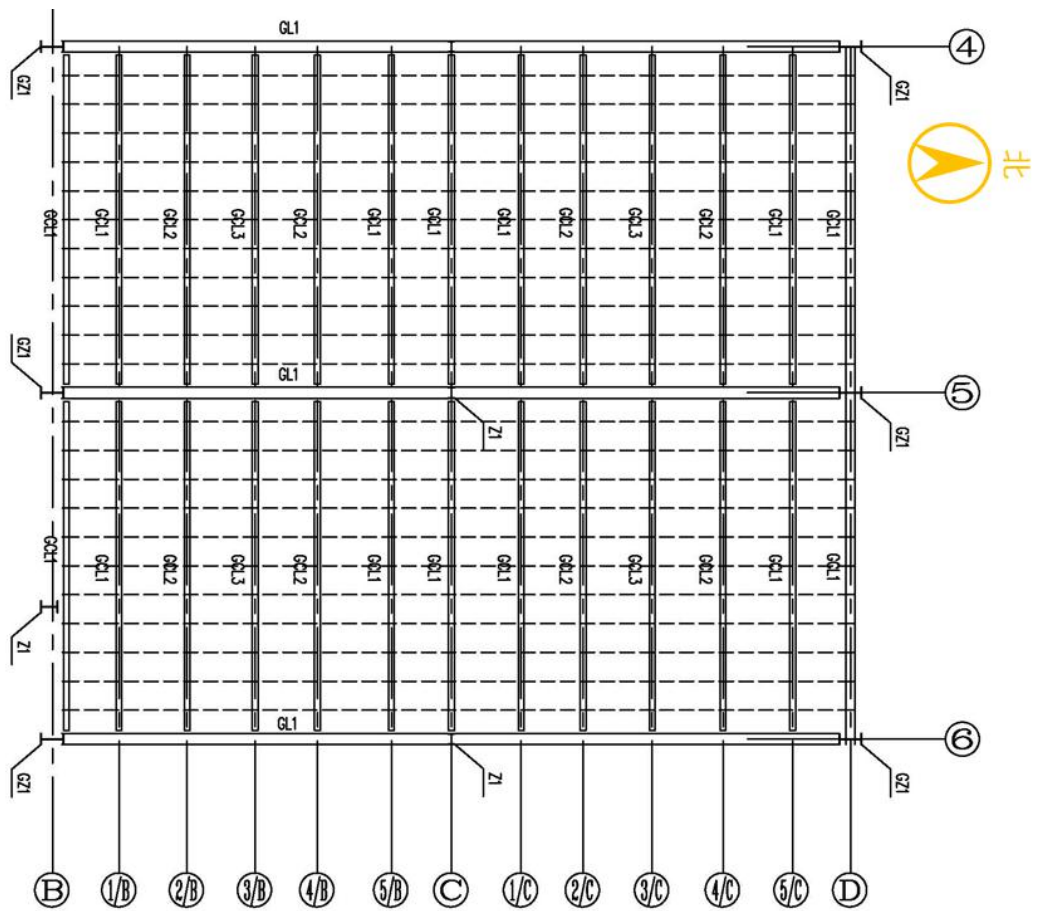 GL1
GZ1
GZ1
④
北
GCL1
GCL1
GCL2
GCL3
GCL2
GCL1
GCL1
GCL1
GCL2
GCL3
GCL2
GCL1
GCL1
GZ1
GL1
Z1
GZ1
⑤
GCL1
GCL1
GCL2
GCL3
GCL2
GCL1
GCL1
GCL1
GCL2
GCL3
GCL2
GCL1
GCL1
Z1
GL1
GZ1
Z1
GZ1
⑥
B
1/B
2/B
3/B
4/B
5/B
C
1/C
2/C
3/C
4/C
5/C
D